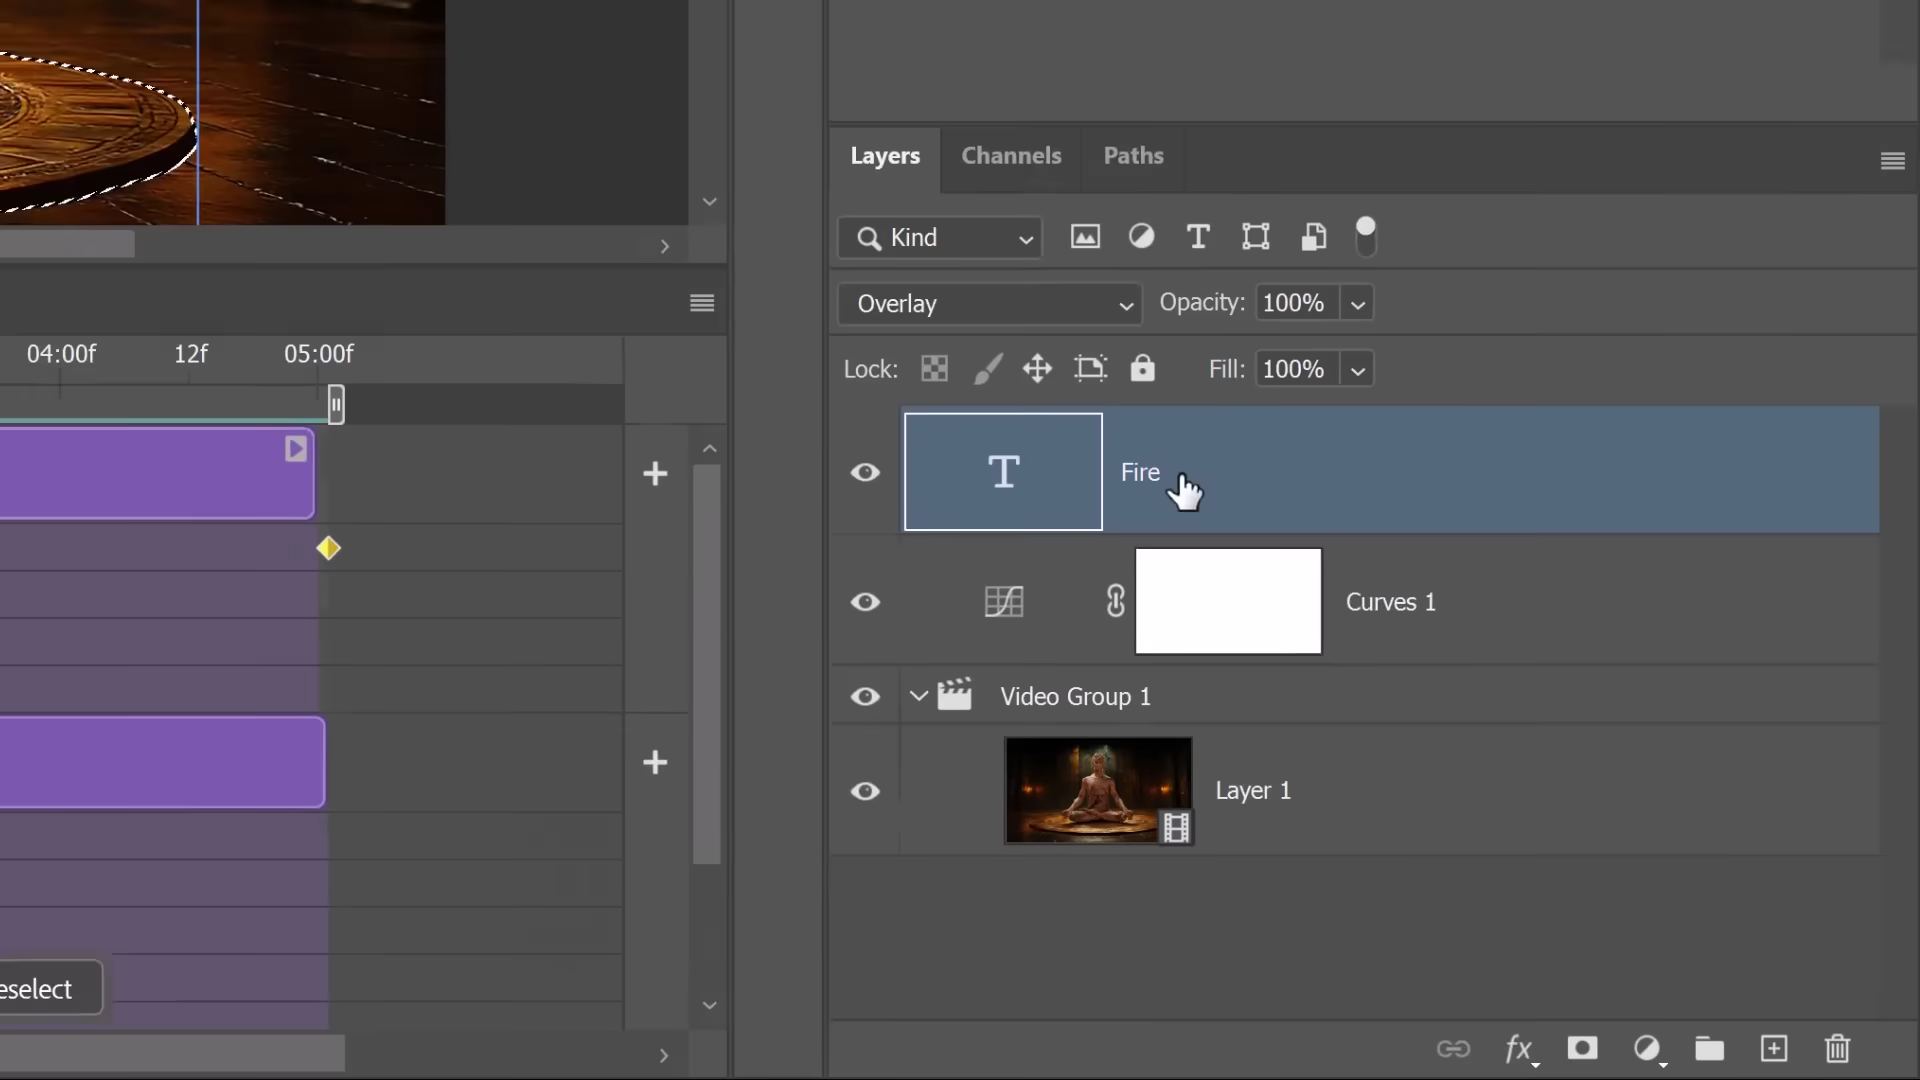 Layers Channels Paths
Kind
Overlay Opacity: 100%
Lock: Fill: 100%
04:00f 12f 05:00f
T Fire
Curves 1
Video Group 1
Layer 1
eselect
fx